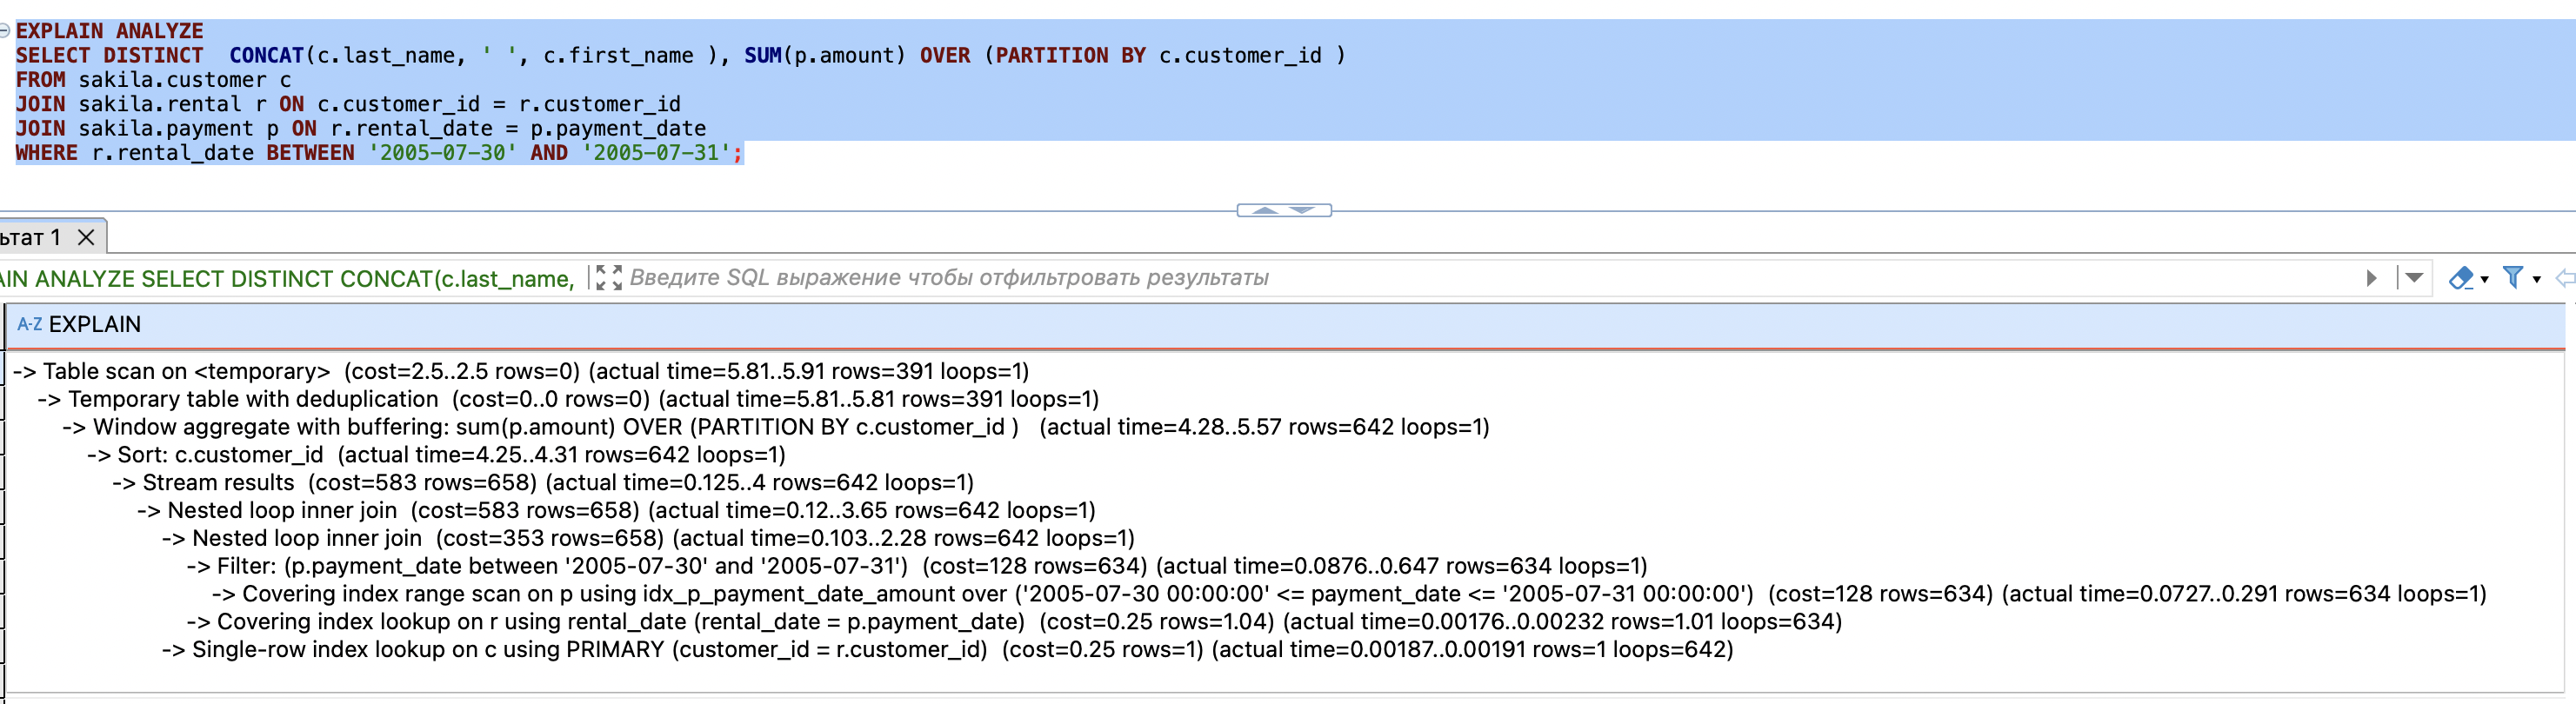 EXPLAIN ANALYZE
SELECT DISTINCT  CONCAT(c.last_name, ' ', c.first_name ), SUM(p.amount) OVER (PARTITION BY c.customer_id )
FROM sakila.customer c
JOIN sakila.rental r ON c.customer_id = r.customer_id
JOIN sakila.payment p ON r.rental_date = p.payment_date
WHERE r.rental_date BETWEEN '2005-07-30' AND '2005-07-31';
ьтат 1
AIN ANALYZE SELECT DISTINCT CONCAT(c.last_name, Введите SQL выражение чтобы отфильтровать результаты
A-Z EXPLAIN
-> Table scan on <temporary>  (cost=2.5..2.5 rows=0) (actual time=5.81..5.91 rows=391 loops=1)
-> Temporary table with deduplication  (cost=0..0 rows=0) (actual time=5.81..5.81 rows=391 loops=1)
-> Window aggregate with buffering: sum(p.amount) OVER (PARTITION BY c.customer_id )   (actual time=4.28..5.57 rows=642 loops=1)
-> Sort: c.customer_id  (actual time=4.25..4.31 rows=642 loops=1)
-> Stream results  (cost=583 rows=658) (actual time=0.125..4 rows=642 loops=1)
-> Nested loop inner join  (cost=583 rows=658) (actual time=0.12..3.65 rows=642 loops=1)
-> Nested loop inner join  (cost=353 rows=658) (actual time=0.103..2.28 rows=642 loops=1)
-> Filter: (p.payment_date between '2005-07-30' and '2005-07-31')  (cost=128 rows=634) (actual time=0.0876..0.647 rows=634 loops=1)
-> Covering index range scan on p using idx_p_payment_date_amount over ('2005-07-30 00:00:00' <= payment_date <= '2005-07-31 00:00:00')  (cost=128 rows=634) (actual time=0.0727..0.291 rows=634 loops=1)
-> Covering index lookup on r using rental_date (rental_date = p.payment_date)  (cost=0.25 rows=1.04) (actual time=0.00176..0.00232 rows=1.01 loops=634)
-> Single-row index lookup on c using PRIMARY (customer_id = r.customer_id)  (cost=0.25 rows=1) (actual time=0.00187..0.00191 rows=1 loops=642)